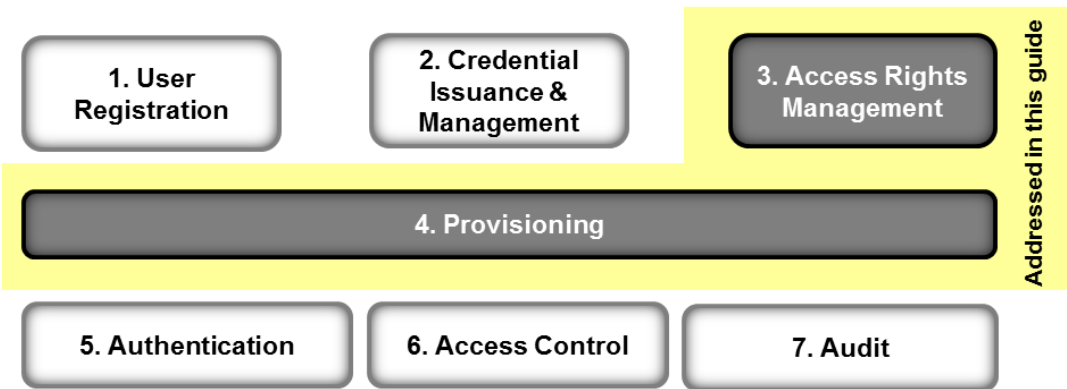 1. User
Registration
2. Credential
Issuance &
Management
3. Access Rights
Management
Addressed in this guide
4. Provisioning
5. Authentication
6. Access Control
7. Audit